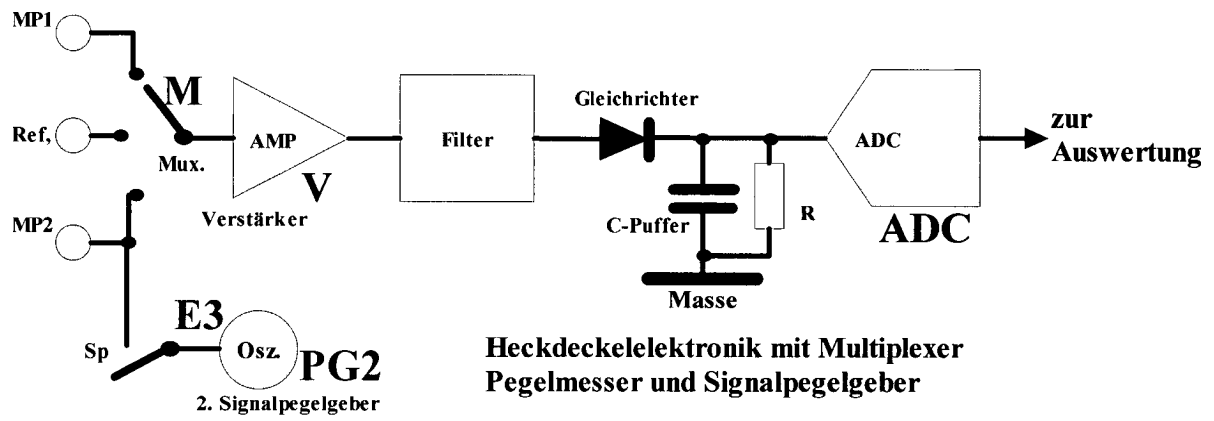 MP1
M
Ref,
Mux.
AMP
V
Verstärker
Filter
Gleichrichter
C-Puffer
R
Masse
ADC
ADC
zur
Auswertung
MP2
Sp
E3
Osz.
PG2
2. Signalpegelgeber
Heckdeckelelektronik mit Multiplexer
Pegelmesser und Signalpegelgeber